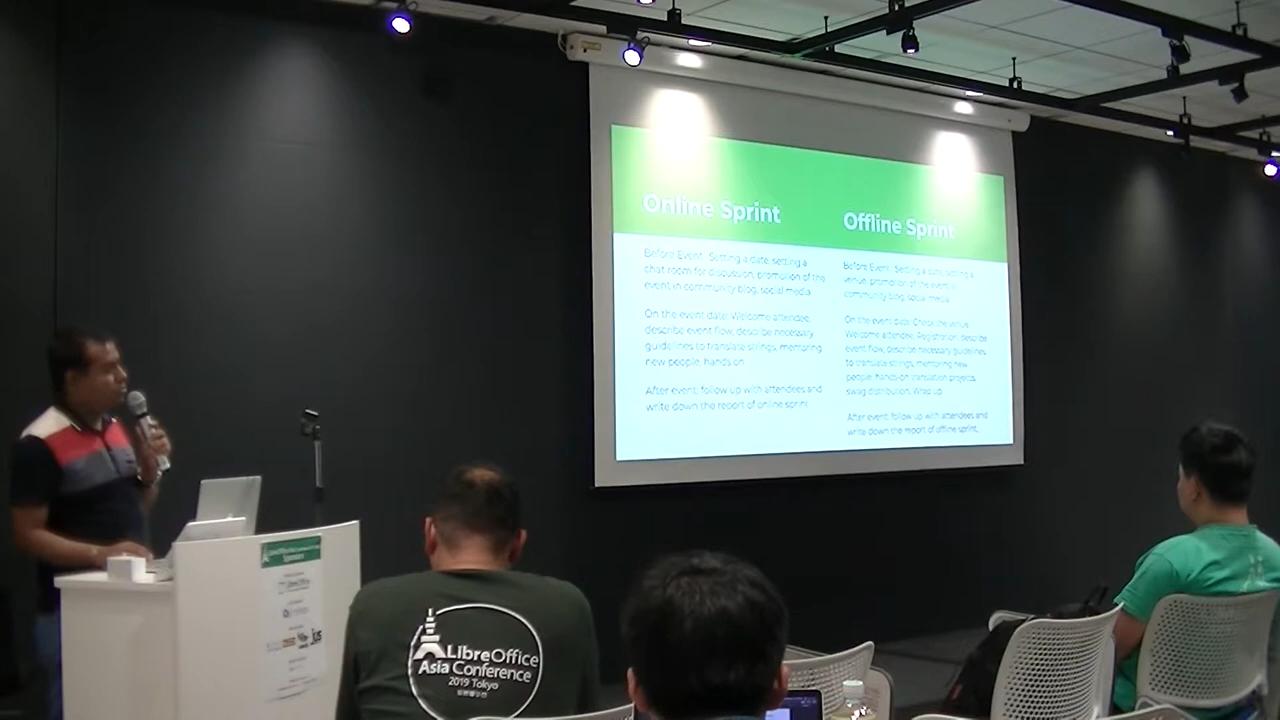 Online Sprint
Before Event: Setting a date, setting a
chat room for discussion, promotion of the
event in community blog, social media.
On the event date: Welcome attendee,
describe event flow, describe necessary
guidelines to translate strings, mentoring
new people, hands on
After event: follow up with attendees and
write down the report of online sprint.
Offline Sprint
Before Event: Setting a date, setting a
venue, promotion of the event in
community blog, social media.
On the event date: Check the venue.
Welcome attendee, Registration, describe
event flow, describe necessary guidelines
to translate strings, mentoring new
people, hands-on translation projects,
swag distribution, Wrap up.
After event: follow up with attendees and
write down the report of offline sprint.
Sponsors
LibreOffice
LibreOffice
Asia Conference
2019 Tokyo